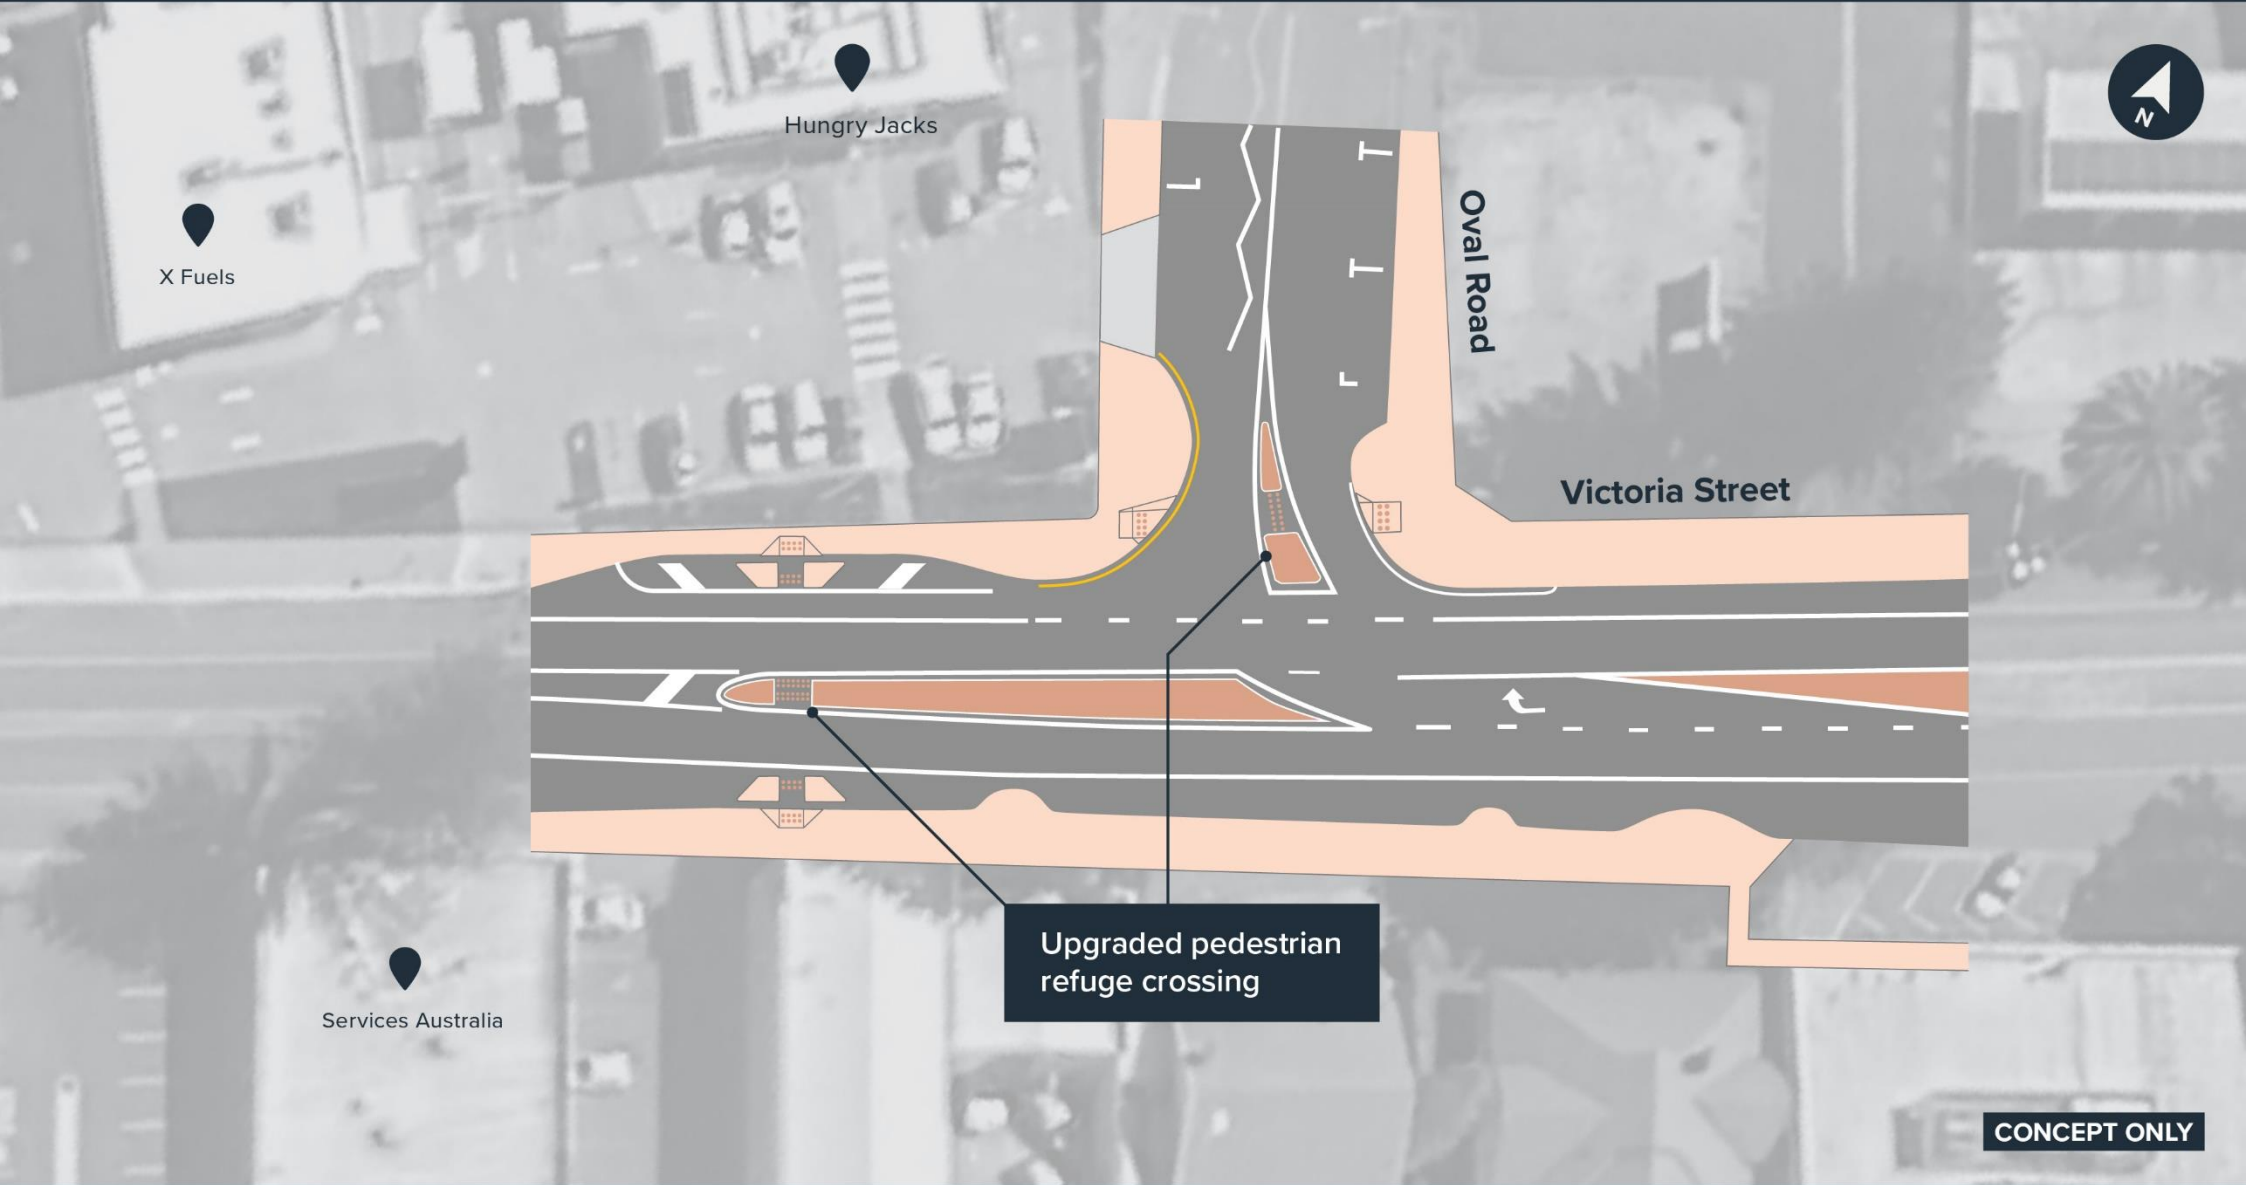 Hungry Jacks
N
X Fuels
Oval Road
Victoria Street
Upgraded pedestrian
refuge crossing
Services Australia
CONCEPT ONLY